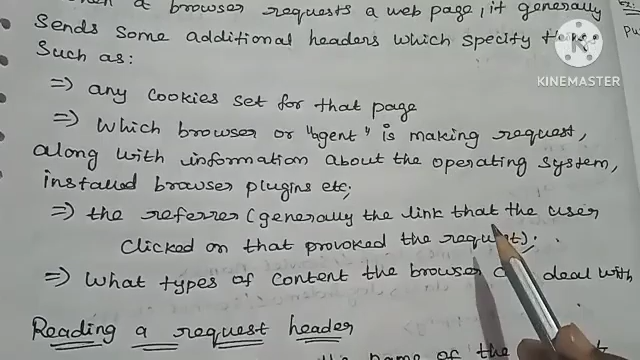 a browser requests a web page, it generally
Sends some additional headers which specify
Such as:
⇒ any cookies set for that page
⇒ Which browser or "agent" is making request,
along with information about the operating system,
installed browser plugins etc,
⇒ the referrer (generally the link that the user
clicked on that provoked the request).
⇒ What types of content the browser deal with
Reading a request header
name of the
KINEMASTER